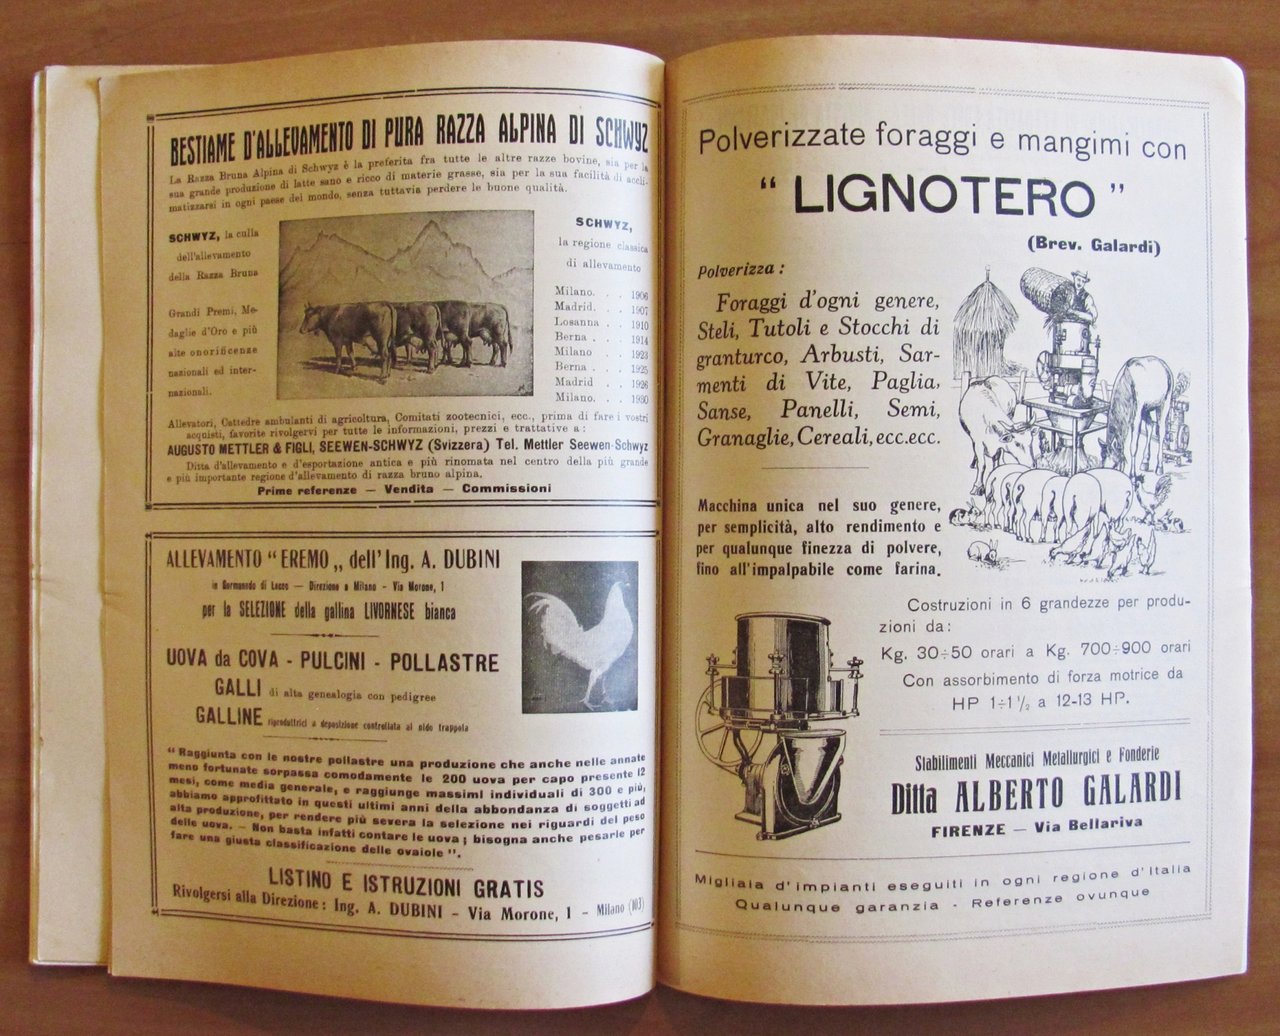 BESTIAME D'ALLEVAMENTO DI PURA RAZZA ALPINA DI SCHWYZ
La Razza Bruna Alpina di Schwyz è la preferita fra tutte le altre razze bovine, sia per la
sua grande produzione di latte sano e ricco di materie grasse, sia per la sua facilità di accli-
matizzarsi in ogni paese del mondo, senza tuttavia perdere le buone qualità.
SCHWYZ, la culla
dell'allevamento
della Razza Bruna
Grandi Premi, Me-
daglie d'Oro e più
alte onorificenze
nazionali ed inter-
nazionali.
SCHWYZ,
la regione classica
di allevamento
Milano. . . 1906
Madrid. . . 1907
Losanna . . 1910
Berna . . . 1914
Milano . . 1923
Berna . . . 1925
Madrid . . 1926
Milano. . . 1930
Allevatori, Cattedre ambulanti di agricoltura, Comitati zootecnici, ecc., prima di fare i vostri
acquisti, favorite rivolgervi per tutte le informazioni, prezzi e trattative a :
AUGUSTO METTLER & FIGLI, SEEWEN-SCHWYZ (Svizzera) Tel. Mettler Seewen-Schwyz
Ditta d'allevamento e d'esportazione antica e più rinomata nel centro della più grande
e più importante regione d'allevamento di razza bruno alpina.
Prime referenze — Vendita — Commissioni
ALLEVAMENTO " EREMO „ dell' Ing. A. DUBINI
in Germanedo di Lecco — Direzione a Milano - Via Morone, 1
per la SELEZIONE della gallina LIVORNESE bianca
UOVA da COVA - PULCINI - POLLASTRE
GALLI di alta genealogia con pedigree
GALLINE riproduttrici a deposizione controllata al nido trappola
" Raggiunta con le nostre pollastre una produzione che anche nelle annate
meno fortunate sorpassa comodamente le 200 uova per capo presente 12
mesi, come media generale, e raggiunge massimi individuali di 300 e più,
abbiamo approfittato in questi ultimi anni della abbondanza di soggetti ad
alta produzione, per rendere più severa la selezione nei riguardi del peso
delle uova. — Non basta infatti contare le uova ; bisogna anche pesarle per
fare una giusta classificazione delle ovaiole ".
LISTINO E ISTRUZIONI GRATIS
Rivolgersi alla Direzione : Ing. A. DUBINI - Via Morone, 1 - Milano (103)
Polverizzate foraggi e mangimi con
" LIGNOTERO "
(Brev. Galardi)
Polverizza :
Foraggi d'ogni genere,
Steli, Tutoli e Stocchi di
granturco, Arbusti, Sar-
menti di Vite, Paglia,
Sanse, Panelli, Semi,
Granaglie, Cereali, ecc. ecc.
Macchina unica nel suo genere,
per semplicità, alto rendimento e
per qualunque finezza di polvere,
fino all'impalpabile come farina.
Costruzioni in 6 grandezze per produ-
zioni da :
Kg. 30÷50 orari a Kg. 700÷900 orari
Con assorbimento di forza motrice da
HP 1÷1 1/2 a 12-13 HP.
Stabilimenti Meccanici Metallurgici e Fonderie
Ditta ALBERTO GALARDI
FIRENZE — Via Bellariva
Migliaia d'impianti eseguiti in ogni regione d'Italia
Qualunque garanzia - Referenze ovunque